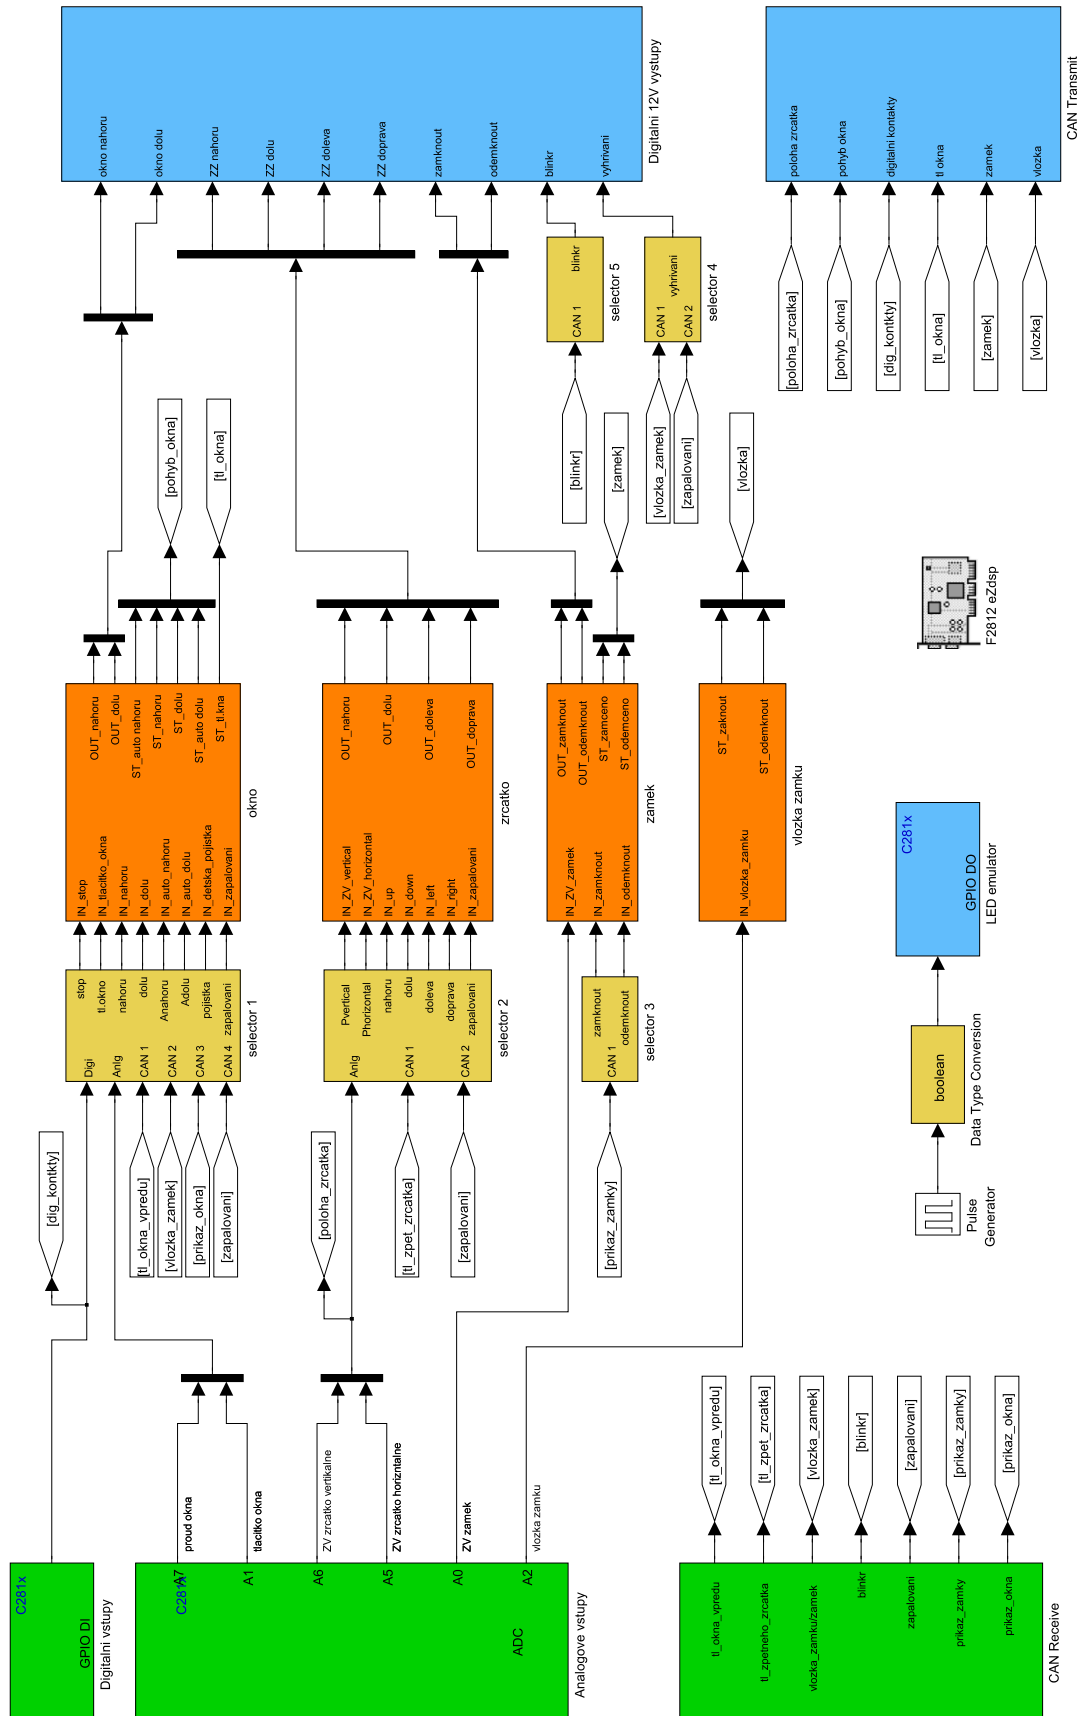 C281x
GPIO DI
Digitalni vstupy
C281x
A7
A1
A6
A5
A0
A2
ADC
Analogove vstupy
proud okna
tlacitko okna
ZV zrcatko vertikalne
ZV zrcatko horizntalne
ZV zamek
vlozka zamku
[dig_kontkty]
[tl_okna_vpredu]
[vlozka_zamek]
[prikaz_okna]
[zapalovani]
[poloha_zrcatka]
[tl_zpet_zrcatka]
[zapalovani]
[prikaz_zamky]
Digi
Anlg
CAN 1
CAN 2
CAN 3
CAN 4
stop
tl.okno
nahoru
dolu
Anahoru
Adolu
pojistka
zapalovani
selector 1
Anlg
CAN 1
CAN 2
Pvertical
Phorizontal
nahoru
dolu
doleva
doprava
zapalovani
selector 2
CAN 1
zamknout
odemknout
selector 3
IN_stop
IN_tlacitko_okna
IN_nahoru
IN_dolu
IN_auto_nahoru
IN_auto_dolu
IN_detska_pojistka
IN_zapalovani
OUT_nahoru
OUT_dolu
ST_auto nahoru
ST_nahoru
ST_dolu
ST_auto dolu
ST_tl.kna
okno
IN_ZV_vertical
IN_ZV_horizontal
IN_up
IN_down
IN_left
IN_right
IN_zapalovani
OUT_nahoru
OUT_dolu
OUT_doleva
OUT_doprava
zrcatko
IN_ZV_zamek
IN_zamknout
IN_odemknout
OUT_zamknout
OUT_odemknout
ST_zamceno
ST_odemceno
zamek
IN_vlozka_zamku
ST_zaknout
ST_odemknout
vlozka zamku
[pohyb_okna]
[tl_okna]
[blinkr]
[zamek]
[vlozka_zamek]
[zapalovani]
[vlozka]
CAN 1
blinkr
selector 5
CAN 1
CAN 2
vyhrivani
selector 4
okno nahoru
okno dolu
ZZ nahoru
ZZ dolu
ZZ doleva
ZZ doprava
zamknout
odemknout
blinkr
vyhrivani
Digitalni 12V vystupy
tl_okna_vpredu
tl_zpetneho_zrcatka
vlozka_zamku/zamek
blinkr
zapalovani
prikaz_zamky
prikaz_okna
CAN Receive
[tl_okna_vpredu]
[tl_zpet_zrcatka]
[vlozka_zamek]
[blinkr]
[zapalovani]
[prikaz_zamky]
[prikaz_okna]
Pulse
Generator
boolean
Data Type Conversion
C281x
GPIO DO
LED emulator
F2812 eZdsp
[poloha_zrcatka]
[pohyb_okna]
[dig_kontkty]
[tl_okna]
[zamek]
[vlozka]
poloha zrcatka
pohyb okna
digitalni kontakty
tl okna
zamek
vlozka
CAN Transmit